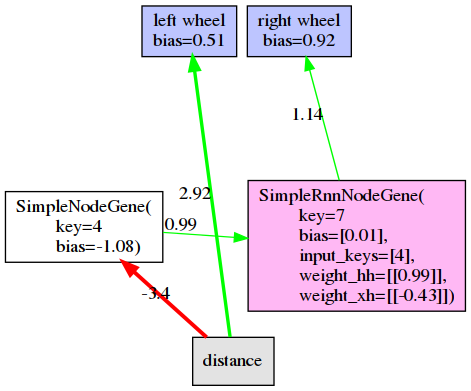 left wheel
bias=0.51
right wheel
bias=0.92
1.14
2.92
SimpleNodeGene(
key=4
bias=-1.08)
0.99
SimpleRnnNodeGene(
key=7
bias=[0.01],
input_keys=[4],
weight_hh=[[0.99]],
weight_xh=[[-0.43]])
-3.4
distance